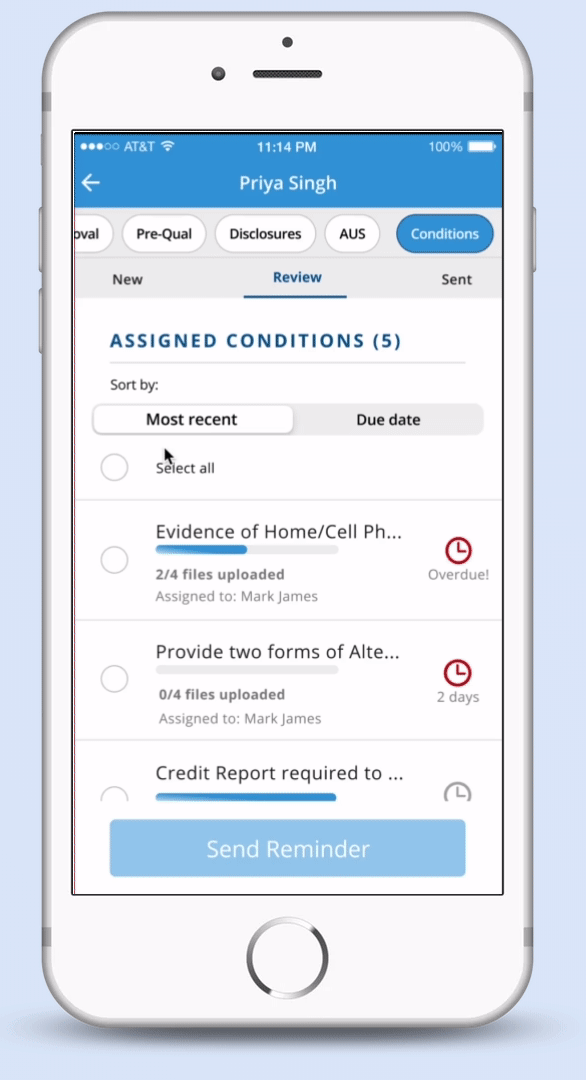 AT&T 11:14 PM 100%
Priya Singh
oval Pre-Qual Disclosures AUS Conditions
New Review Sent
ASSIGNED CONDITIONS (5)
Sort by:
Most recent Due date
Select all
Evidence of Home/Cell Ph...
2/4 files uploaded
Overdue!
Assigned to: Mark James
Provide two forms of Alte...
0/4 files uploaded
2 days
Assigned to: Mark James
Credit Report required to ...
Send Reminder